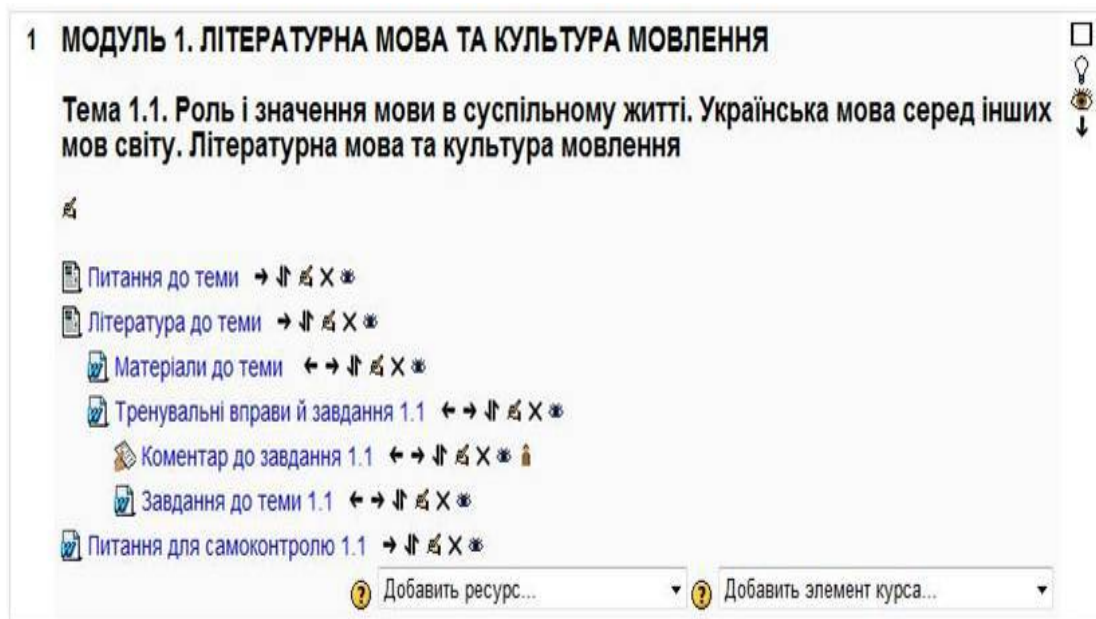 1 МОДУЛЬ 1. ЛІТЕРАТУРНА МОВА ТА КУЛЬТУРА МОВЛЕННЯ
Тема 1.1. Роль і значення мови в суспільному житті. Українська мова серед інших
мов світу. Літературна мова та культура мовлення
Питання до теми
Література до теми
Матеріали до теми
Тренувальні вправи й завдання 1.1
Коментар до завдання 1.1
Завдання до теми 1.1
Питання для самоконтролю 1.1
Добавить ресурс... Добавить элемент курса...